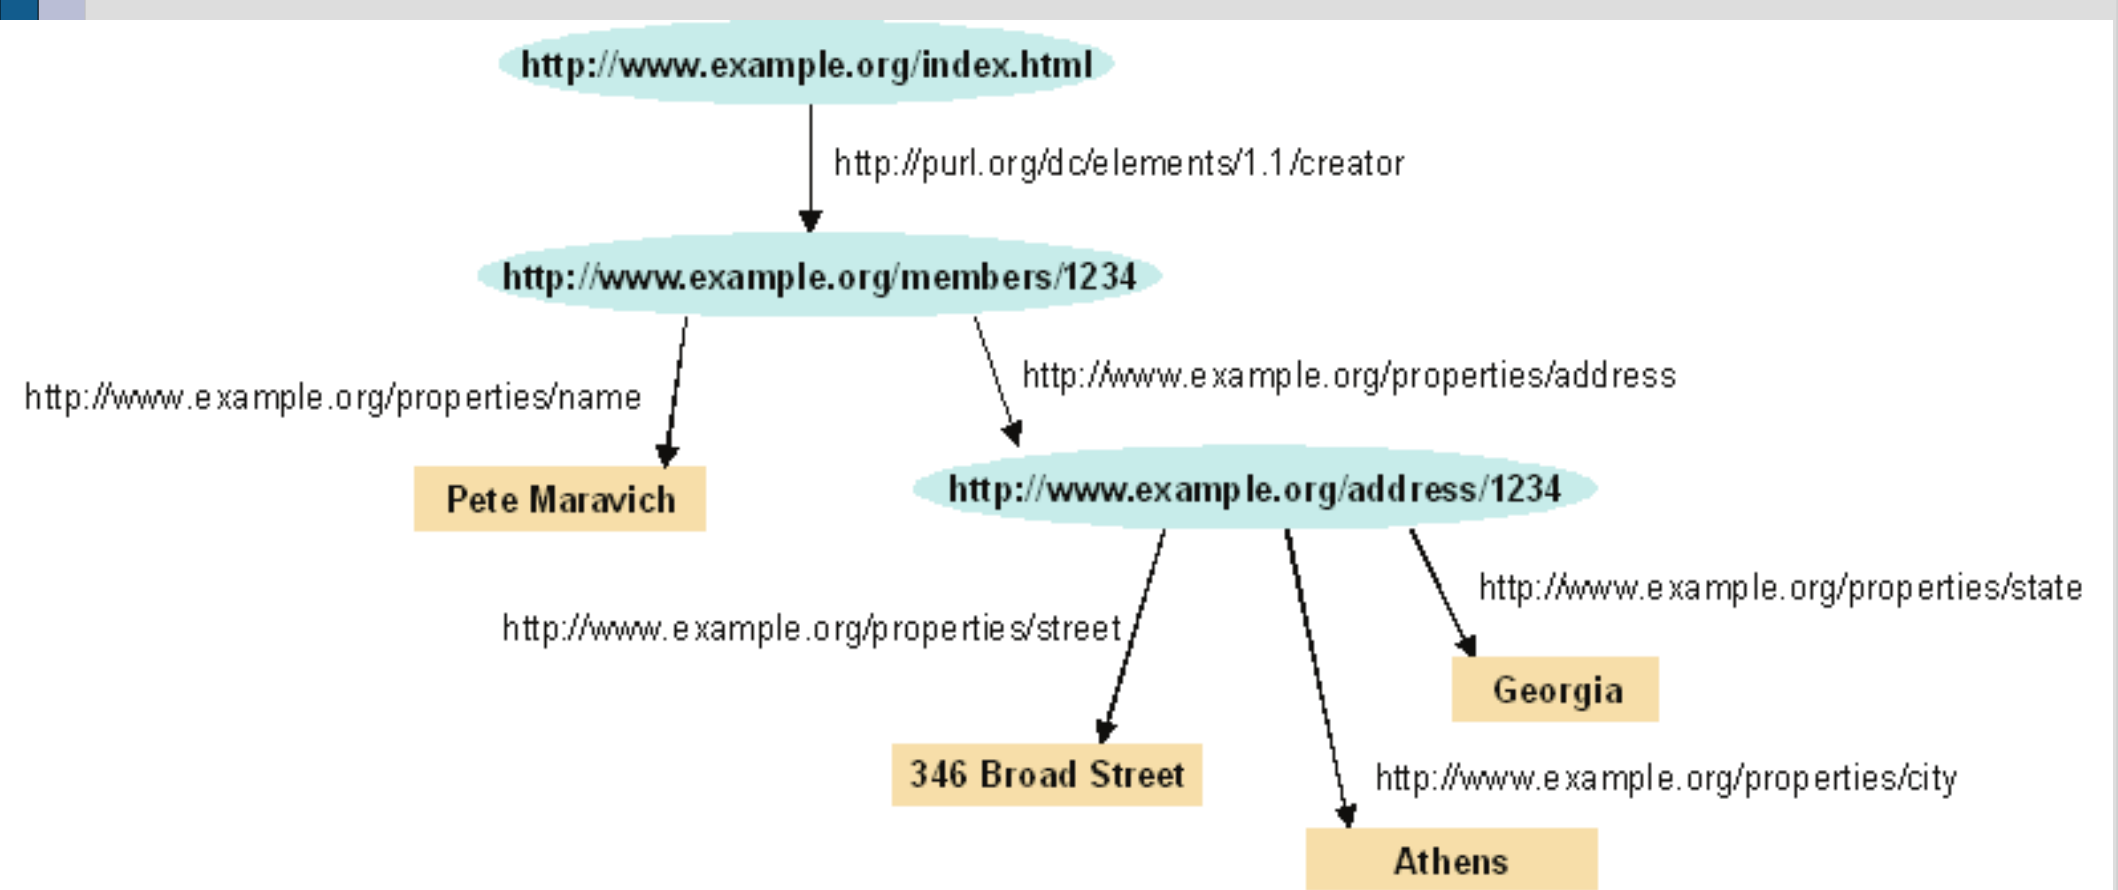 http://www.example.org/index.html
http://purl.org/dc/elements/1.1/creator
http://www.example.org/members/1234
http://www.example.org/properties/name
http://www.example.org/properties/address
Pete Maravich
http://www.example.org/address/1234
http://www.example.org/properties/street
http://www.example.org/properties/state
Georgia
346 Broad Street
http://www.example.org/properties/city
Athens